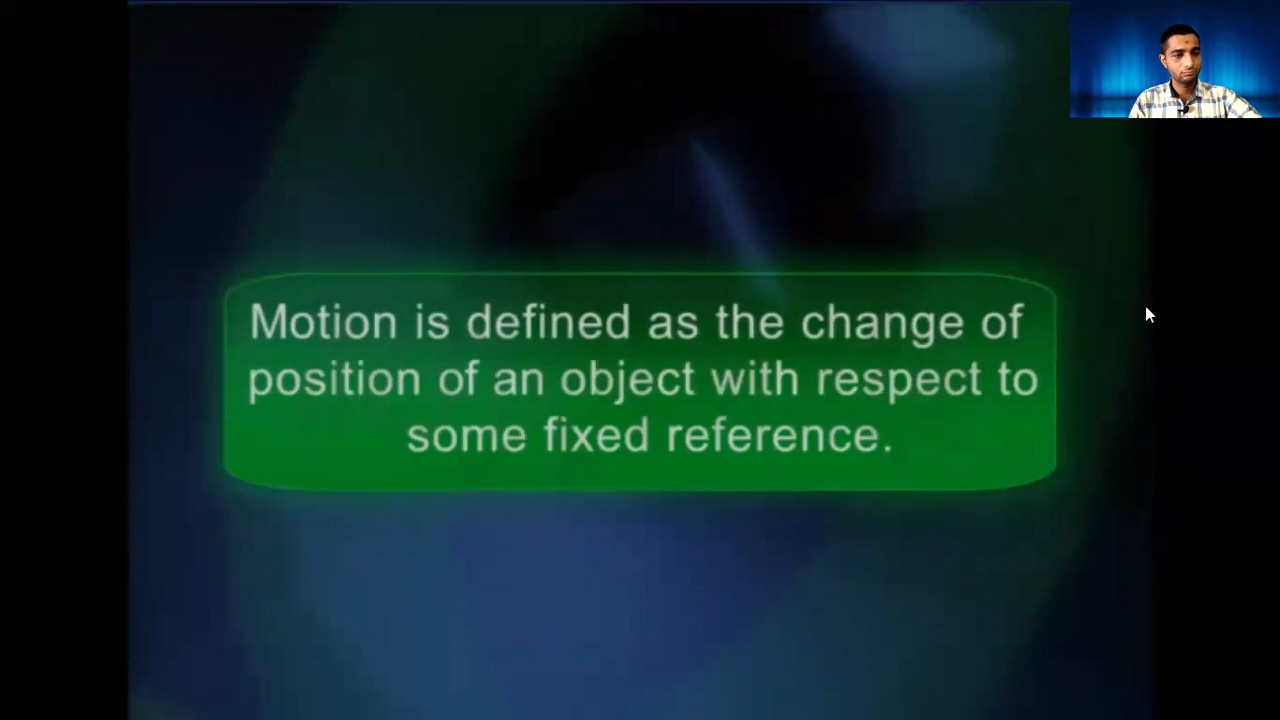 Motion is defined as the change of
position of an object with respect to
some fixed reference.